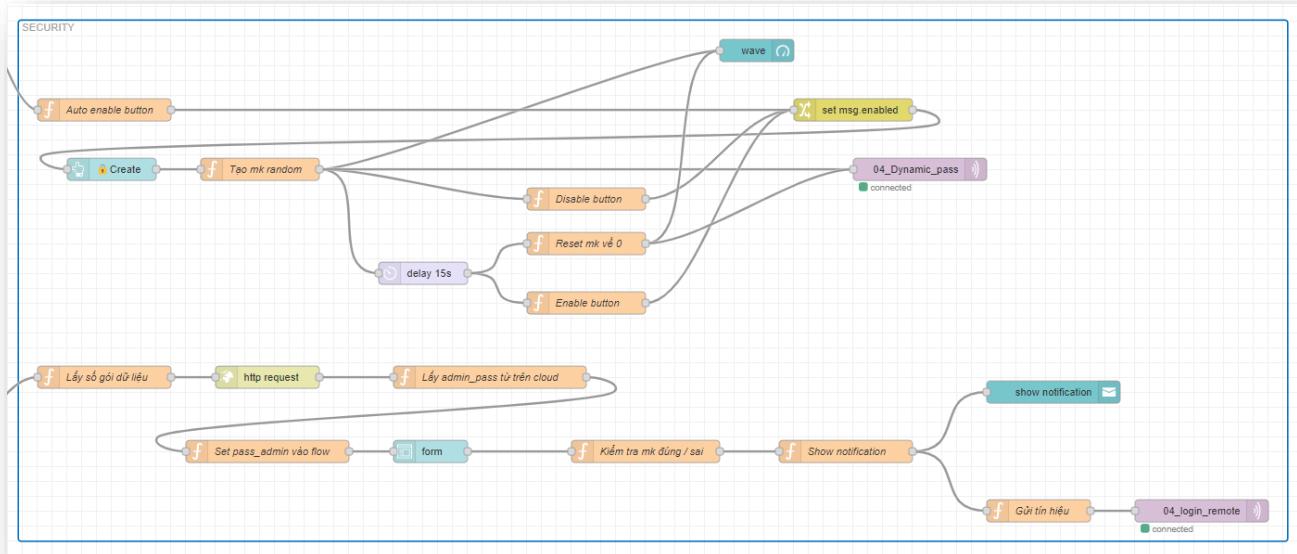 SECURITY
wave
Auto enable button
set msg.enabled
Create
Tạo mk random
04_Dynamic_pass
connected
Disable button
Reset mk về 0
delay 15s
Enable button
Lấy số gói dữ liệu
http request
Lấy admin_pass từ trên cloud
show notification
Set pass_admin vào flow
form
Kiểm tra mk đúng / sai
Show notification
Gửi tín hiệu
04_login_remote
connected